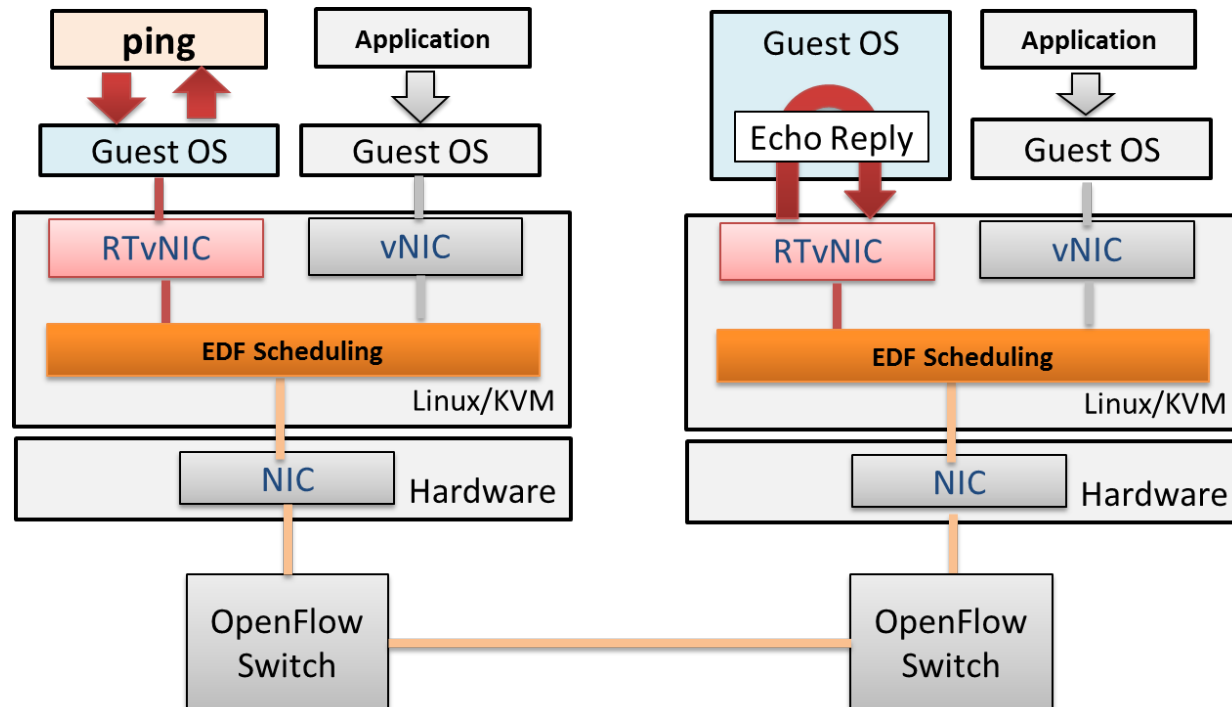 ping
Application
Guest OS
Guest OS
RTvNIC
vNIC
EDF Scheduling
Linux/KVM
NIC
Hardware
OpenFlow
Switch
Guest OS
Echo Reply
Application
Guest OS
RTvNIC
vNIC
EDF Scheduling
Linux/KVM
NIC
Hardware
OpenFlow
Switch